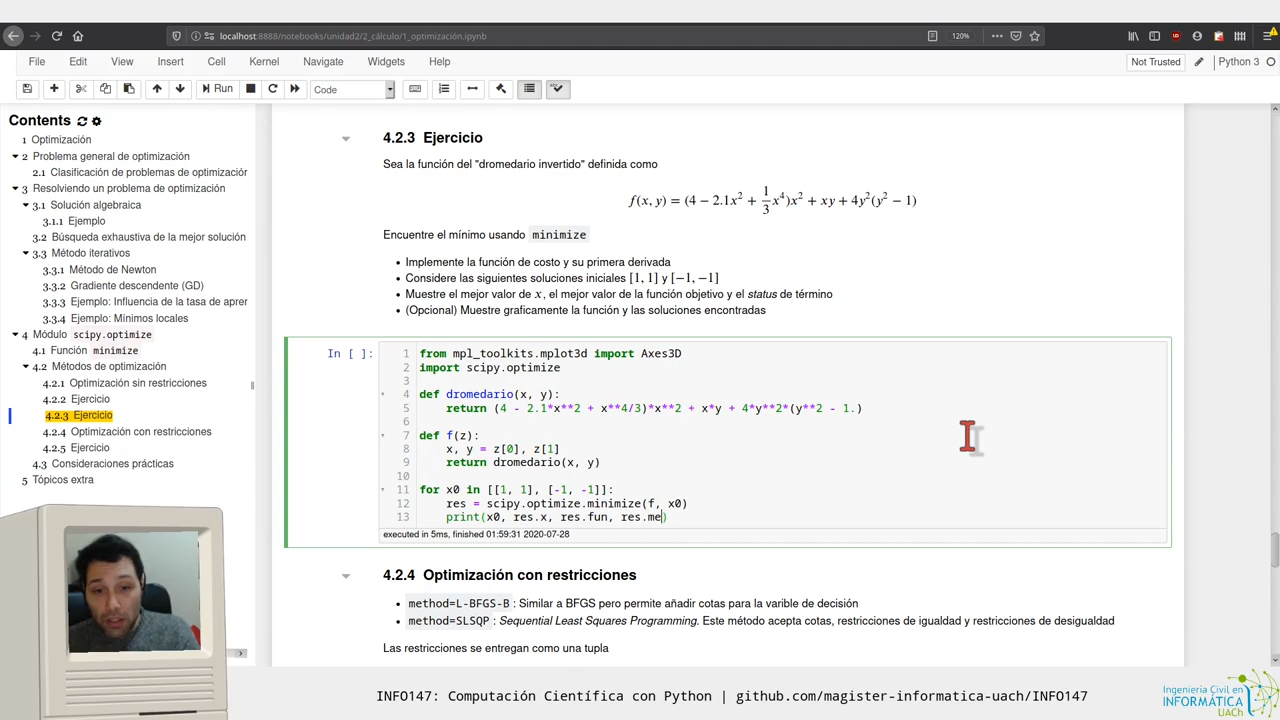 localhost:8888/notebooks/unidad2/2_cálculo/1_optimización.ipynb
120%
File Edit View Insert Cell Kernel Navigate Widgets Help
Not Trusted
Python 3
Run
Code
Contents
1 Optimización
2 Problema general de optimización
2.1 Clasificación de problemas de optimizaciór
3 Resolviendo un problema de optimización
3.1 Solución algebraica
3.1.1 Ejemplo
3.2 Búsqueda exhaustiva de la mejor solución
3.3 Método iterativos
3.3.1 Método de Newton
3.3.2 Gradiente descendente (GD)
3.3.3 Ejemplo: Influencia de la tasa de aprer
3.3.4 Ejemplo: Mínimos locales
4 Módulo scipy.optimize
4.1 Función minimize
4.2 Métodos de optimización
4.2.1 Optimización sin restricciones
4.2.2 Ejercicio
4.2.3 Ejercicio
4.2.4 Optimización con restricciones
4.2.5 Ejercicio
4.3 Consideraciones prácticas
5 Tópicos extra
4.2.3 Ejercicio
Sea la función del "dromedario invertido" definida como
f(x, y) = (4 − 2.1x² + 1/3 x⁴)x² + xy + 4y²(y² − 1)
Encuentre el mínimo usando minimize
• Implemente la función de costo y su primera derivada
• Considere las siguientes soluciones iniciales [1, 1] y [−1, −1]
• Muestre el mejor valor de x, el mejor valor de la función objetivo y el status de término
• (Opcional) Muestre graficamente la función y las soluciones encontradas
In [ ]:
1 from mpl_toolkits.mplot3d import Axes3D
2 import scipy.optimize
3
4 def dromedario(x, y):
5 return (4 - 2.1*x**2 + x**4/3)*x**2 + x*y + 4*y**2*(y**2 - 1.)
6
7 def f(z):
8 x, y = z[0], z[1]
9 return dromedario(x, y)
10
11 for x0 in [[1, 1], [-1, -1]]:
12 res = scipy.optimize.minimize(f, x0)
13 print(x0, res.x, res.fun, res.me)
executed in 5ms, finished 01:59:31 2020-07-28
4.2.4 Optimización con restricciones
• method=L-BFGS-B : Similar a BFGS pero permite añadir cotas para la varible de decisión
• method=SLSQP : Sequential Least Squares Programming. Este método acepta cotas, restricciones de igualdad y restricciones de desigualdad
Las restricciones se entregan como una tupla
INFO147: Computación Científica con Python | github.com/magister-informatica-uach/INFO147
Ingeniería Civil en
INFORMÁTICA
UACh